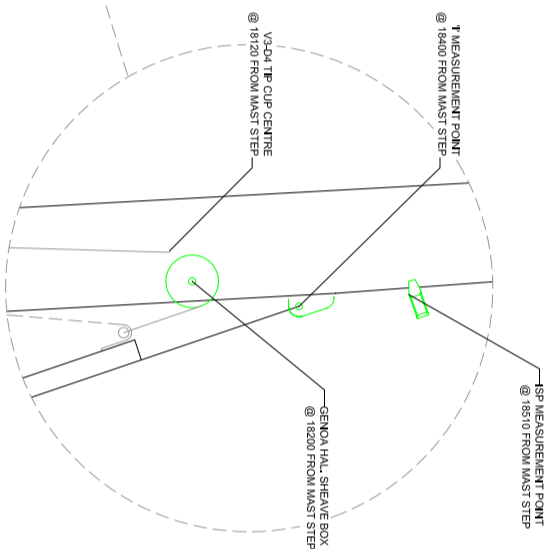 V3-D4 TIP CUP CENTRE
@ 18120 FROM MAST STEP
'I' MEASUREMENT POINT
@ 18400 FROM MAST STEP
GENOA HAL. SHEAVE BOX
@ 18200 FROM MAST STEP
ISP MEASUREMENT POINT
@ 18510 FROM MAST STEP